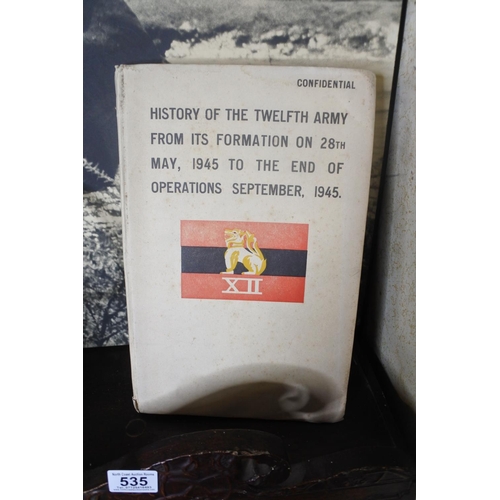 CONFIDENTIAL
HISTORY OF THE TWELFTH ARMY
FROM ITS FORMATION ON 28TH
MAY, 1945 TO THE END OF
OPERATIONS SEPTEMBER, 1945.
XII
535